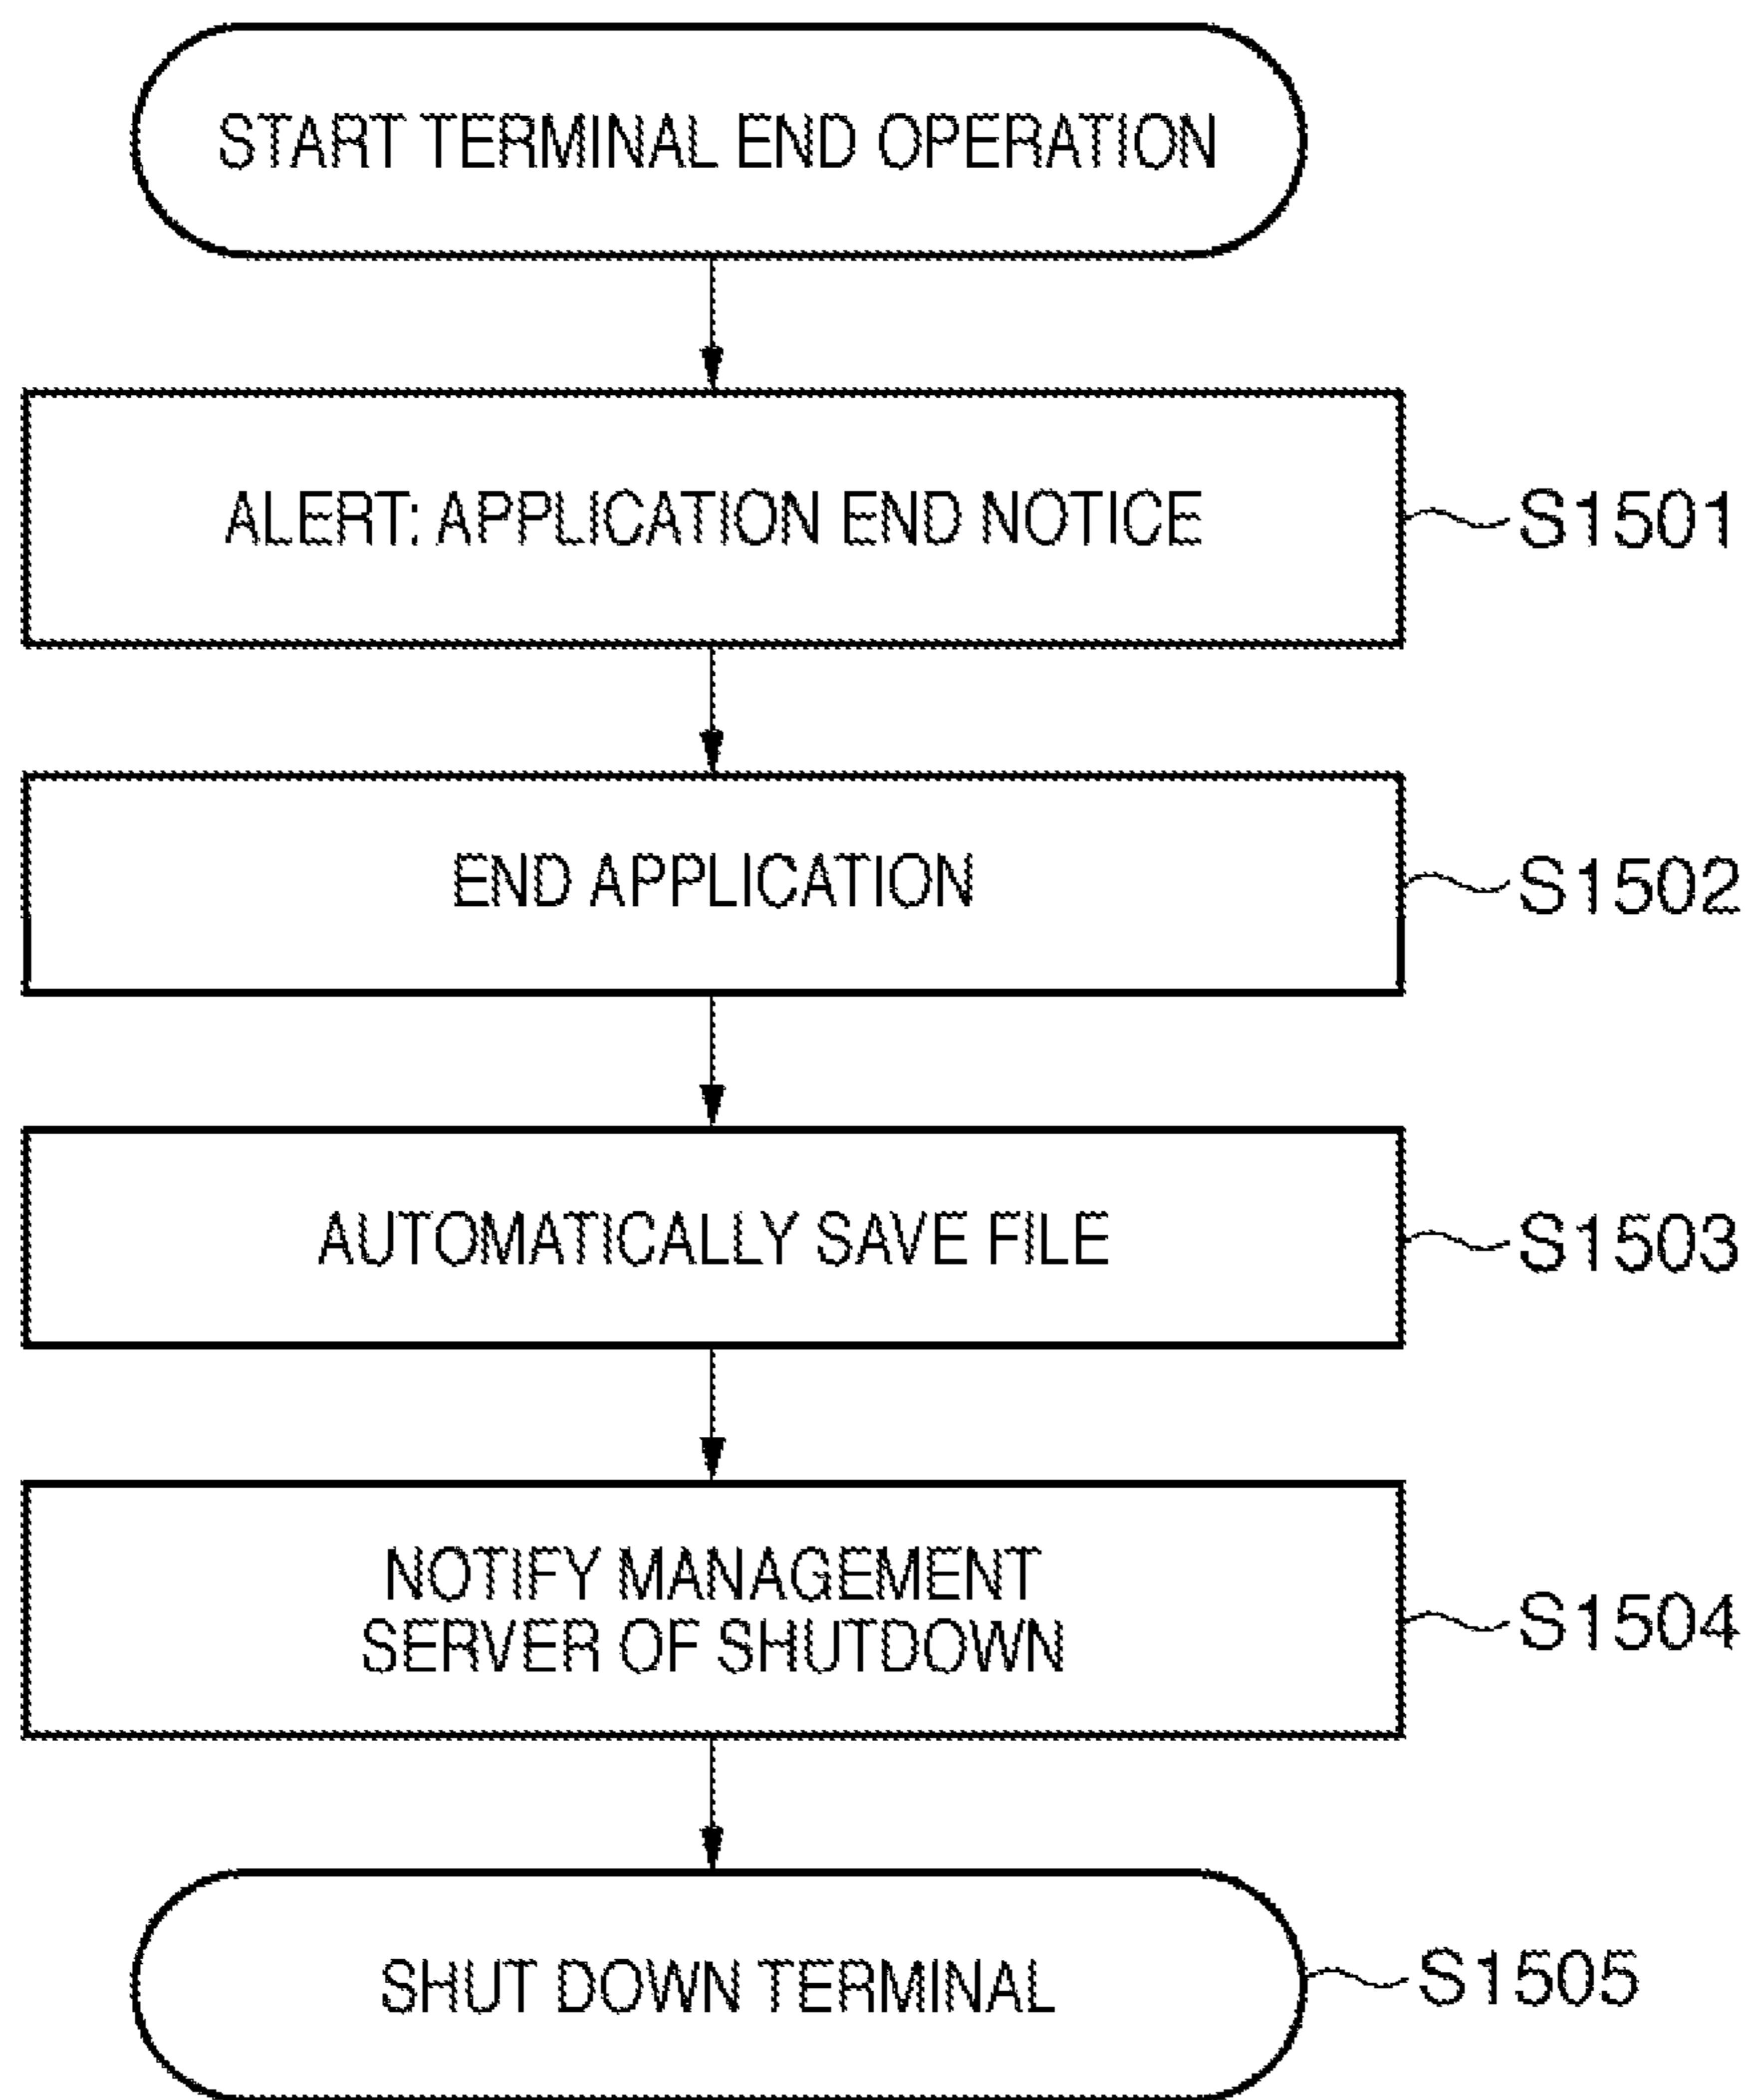 START TERMINAL END OPERATION
ALERT: APPLICATION END NOTICE
S1501
END APPLICATION
S1502
AUTOMATICALLY SAVE FILE
S1503
NOTIFY MANAGEMENT
SERVER OF SHUTDOWN
S1504
SHUT DOWN TERMINAL
S1505